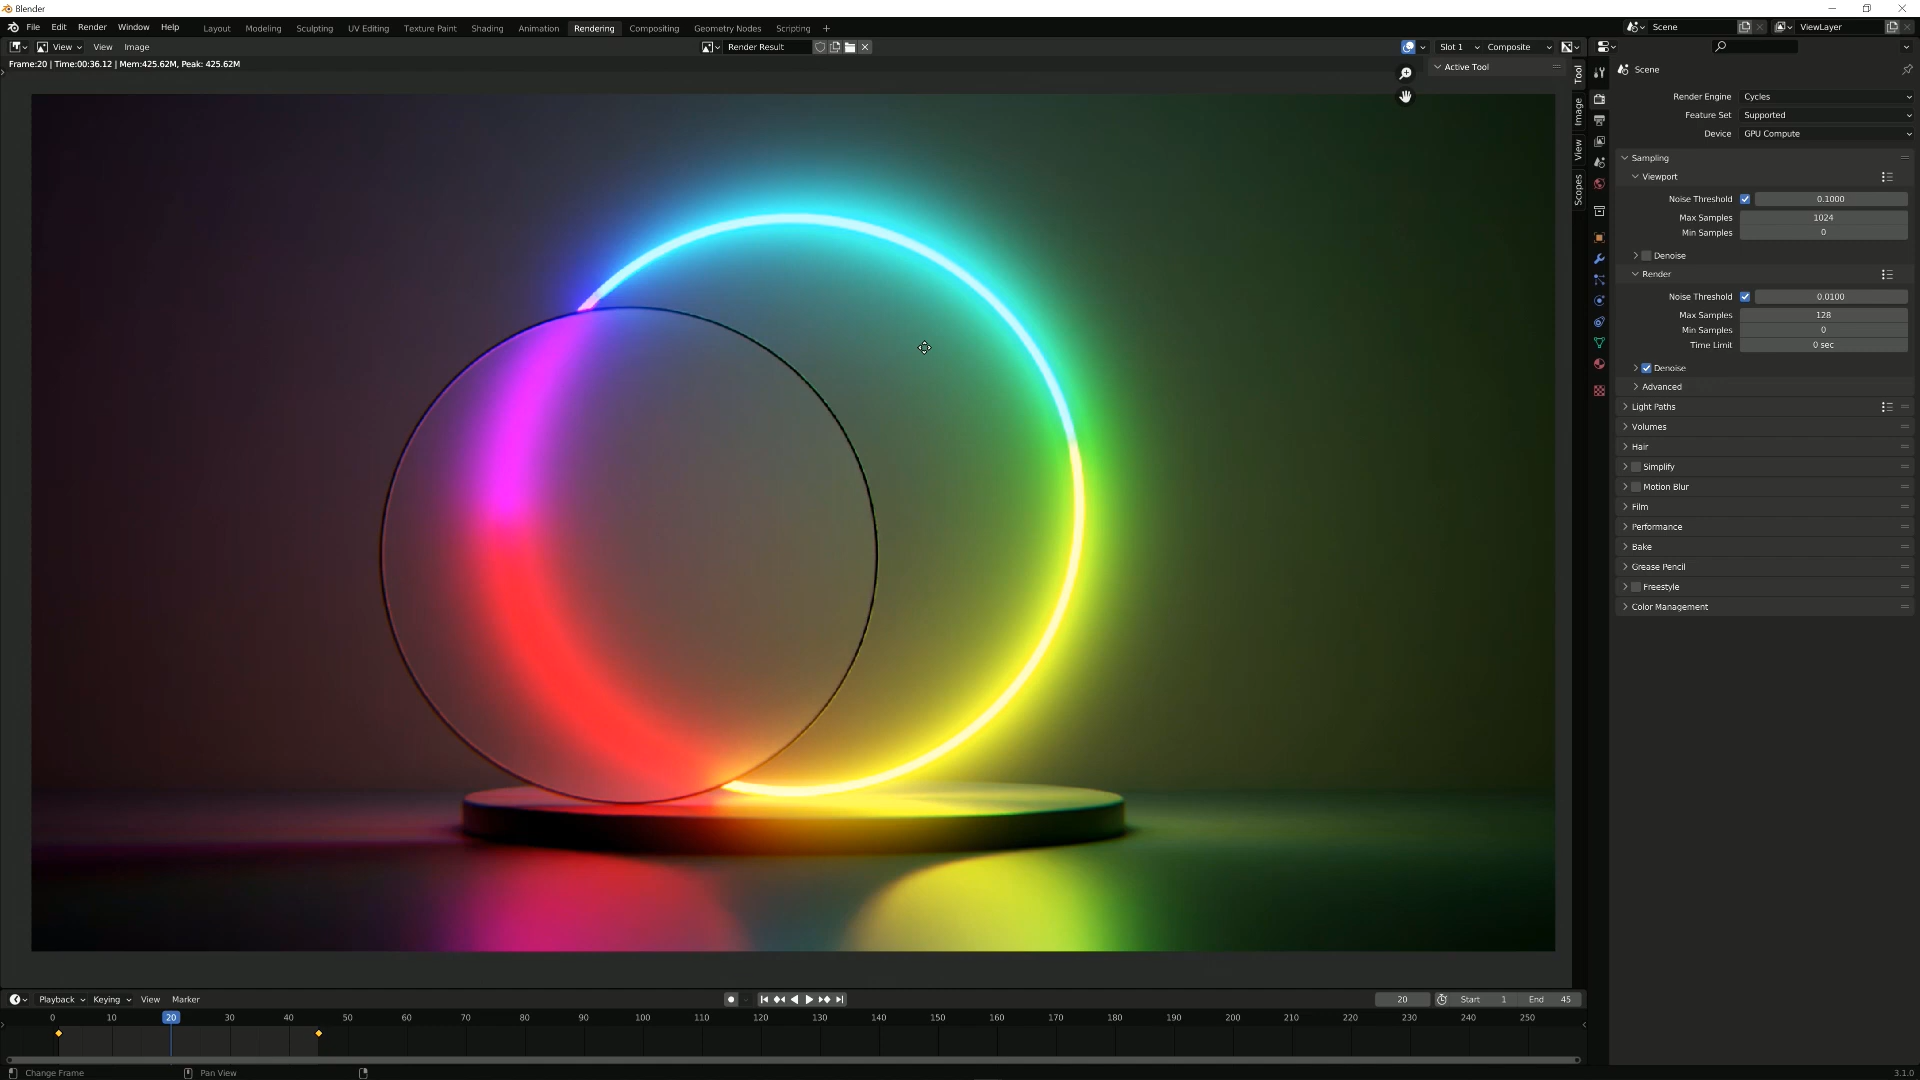 Blender
File Edit Render Window Help Layout Modeling Sculpting UV Editing Texture Paint Shading Animation Rendering Compositing Geometry Nodes Scripting + Scene ViewLayer
View View Image Render Result Slot 1 Composite
Frame:20 | Time:00:36.12 | Mem:425.62M, Peak: 425.62M
Active Tool
Tool
Image
View
Scopes
Scene
Render Engine Cycles
Feature Set Supported
Device GPU Compute
Sampling
Viewport
Noise Threshold 0.1000
Max Samples 1024
Min Samples 0
Denoise
Render
Noise Threshold 0.0100
Max Samples 128
Min Samples 0
Time Limit 0 sec
Denoise
Advanced
Light Paths
Volumes
Hair
Simplify
Motion Blur
Film
Performance
Bake
Grease Pencil
Freestyle
Color Management
Playback Keying View Marker 20 Start 1 End 45
0 10 20 30 40 50 60 70 80 90 100 110 120 130 140 150 160 170 180 190 200 210 220 230 240 250
Change Frame Pan View 3.1.0